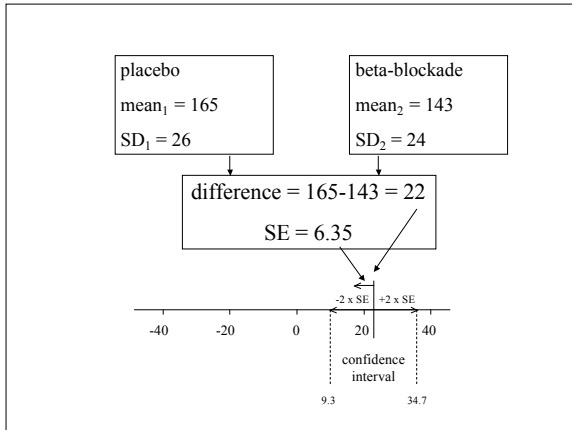 placebo
mean₁ = 165
SD₁ = 26
beta-blockade
mean₂ = 143
SD₂ = 24
difference = 165-143 = 22
SE = 6.35
-2 x SE +2 x SE
-40 -20 0 20 40
confidence
interval
9.3 34.7